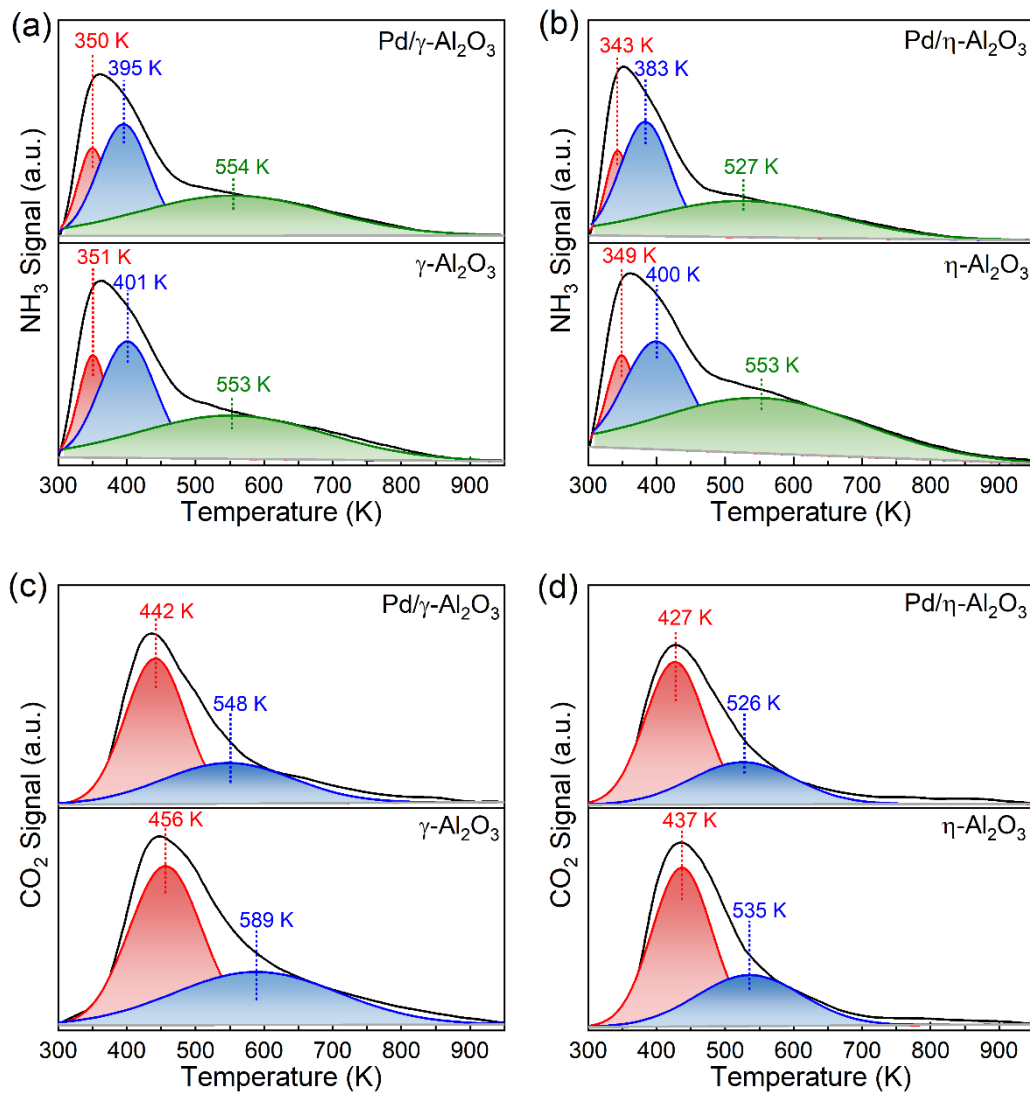 (a)
350 K
Pd/γ-Al₂O₃
395 K
554 K
351 K
γ-Al₂O₃
401 K
553 K
NH₃ Signal (a.u.)
300 400 500 600 700 800 900
Temperature (K)
(b)
343 K
Pd/η-Al₂O₃
383 K
527 K
349 K
η-Al₂O₃
400 K
553 K
NH₃ Signal (a.u.)
300 400 500 600 700 800 900
Temperature (K)
(c)
Pd/γ-Al₂O₃
442 K
548 K
456 K
γ-Al₂O₃
589 K
CO₂ Signal (a.u.)
300 400 500 600 700 800 900
Temperature (K)
(d)
Pd/η-Al₂O₃
427 K
526 K
437 K
η-Al₂O₃
535 K
CO₂ Signal (a.u.)
300 400 500 600 700 800 900
Temperature (K)